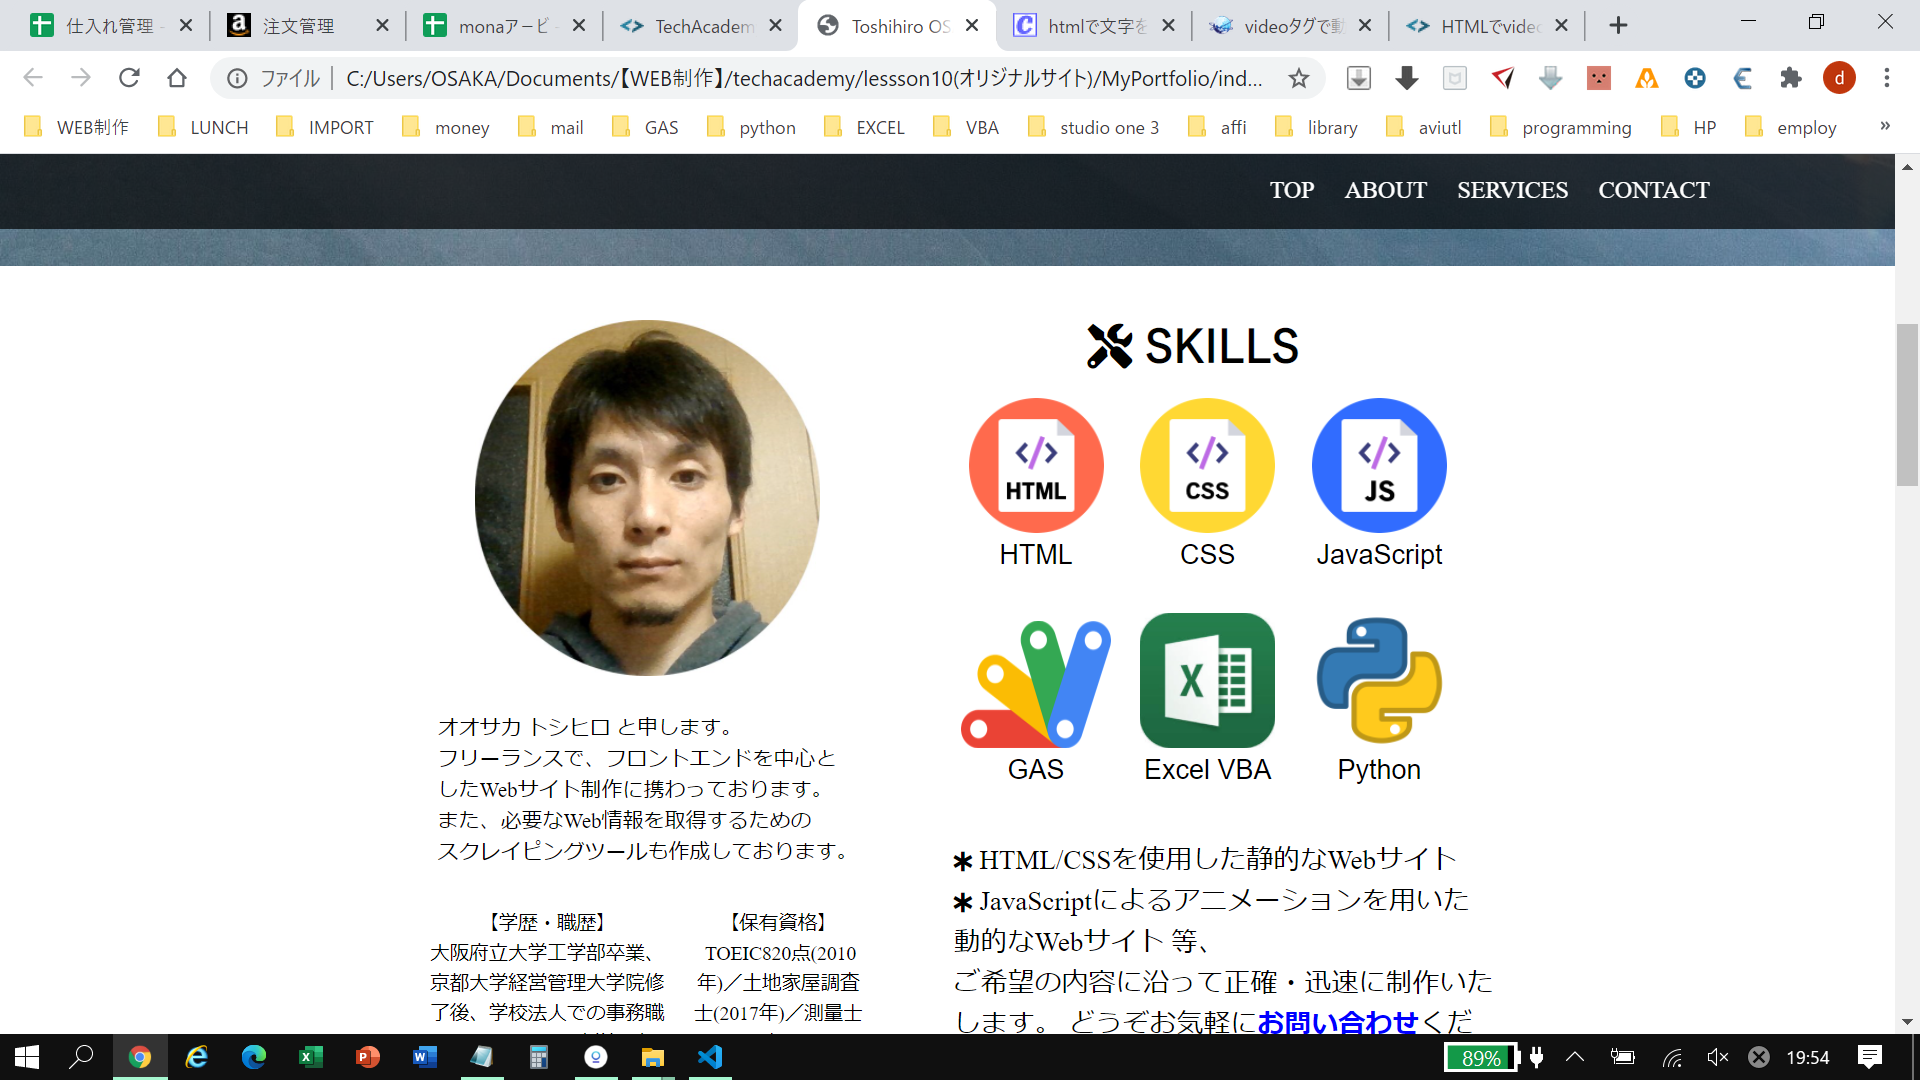 仕入れ管理 -
注文管理
monaアービ -
TechAcadem
Toshihiro OS
htmlで文字を
videoタグで動
HTMLでvideo
ファイル
C:/Users/OSAKA/Documents/【WEB制作】/techacademy/lessson10(オリジナルサイト)/MyPortfolio/ind...
d
WEB制作
LUNCH
IMPORT
money
mail
GAS
python
EXCEL
VBA
studio one 3
affi
library
aviutl
programming
HP
employ
»
TOP ABOUT SERVICES CONTACT
SKILLS
HTML
CSS
JS
HTML
CSS
JavaScript
GAS
Excel VBA
Python
オオサカ トシヒロ と申します。
フリーランスで、フロントエンドを中心と
したWebサイト制作に携わっております。
また、必要なWeb情報を取得するための
スクレイピングツールも作成しております。
【学歴・職歴】
大阪府立大学工学部卒業、
京都大学経営管理大学院修
了後、学校法人での事務職
【保有資格】
TOEIC820点(2010
年)／土地家屋調査
士(2017年)／測量士
HTML/CSSを使用した静的なWebサイト
JavaScriptによるアニメーションを用いた
動的なWebサイト 等、
ご希望の内容に沿って正確・迅速に制作いた
します。 どうぞお気軽にお問い合わせくだ
89%
19:54